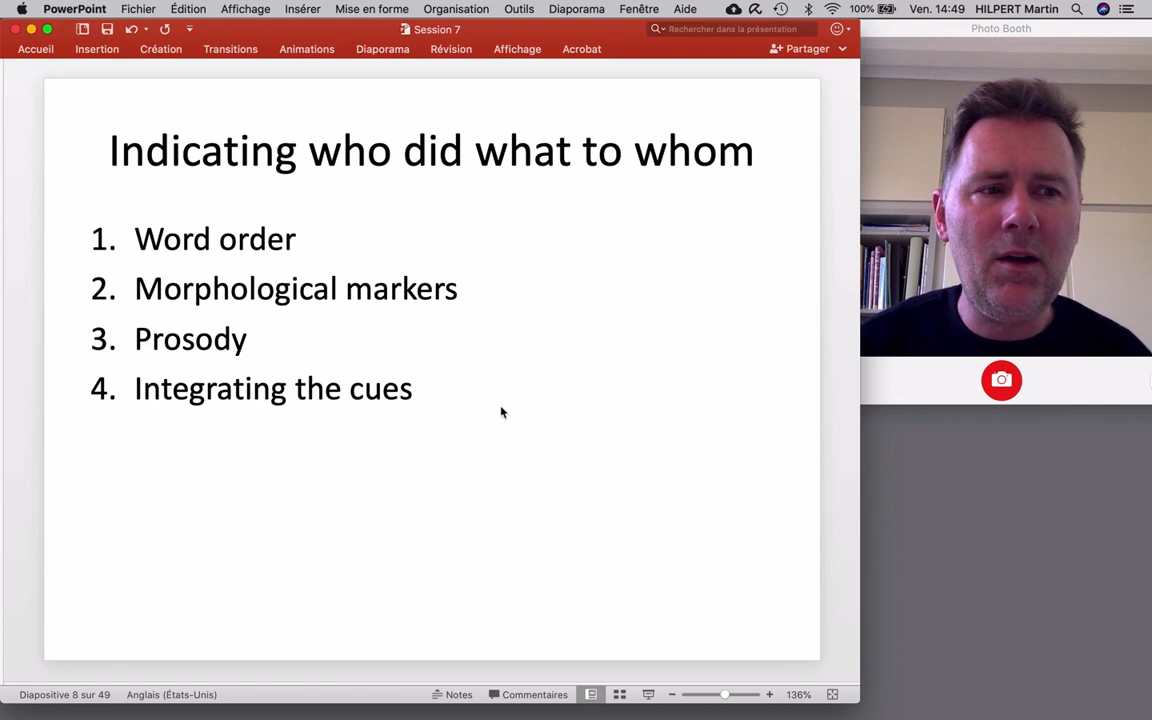 PowerPoint Fichier Édition Affichage Insérer Mise en forme Organisation Outils Diaporama Fenêtre Aide 100% Ven. 14:49 HILPERT Martin
Session 7
Rechercher dans la présentation
Photo Booth
Accueil Insertion Création Transitions Animations Diaporama Révision Affichage Acrobat Partager
Indicating who did what to whom
1. Word order
2. Morphological markers
3. Prosody
4. Integrating the cues
Diapositive 8 sur 49 Anglais (États-Unis) Notes Commentaires 136%